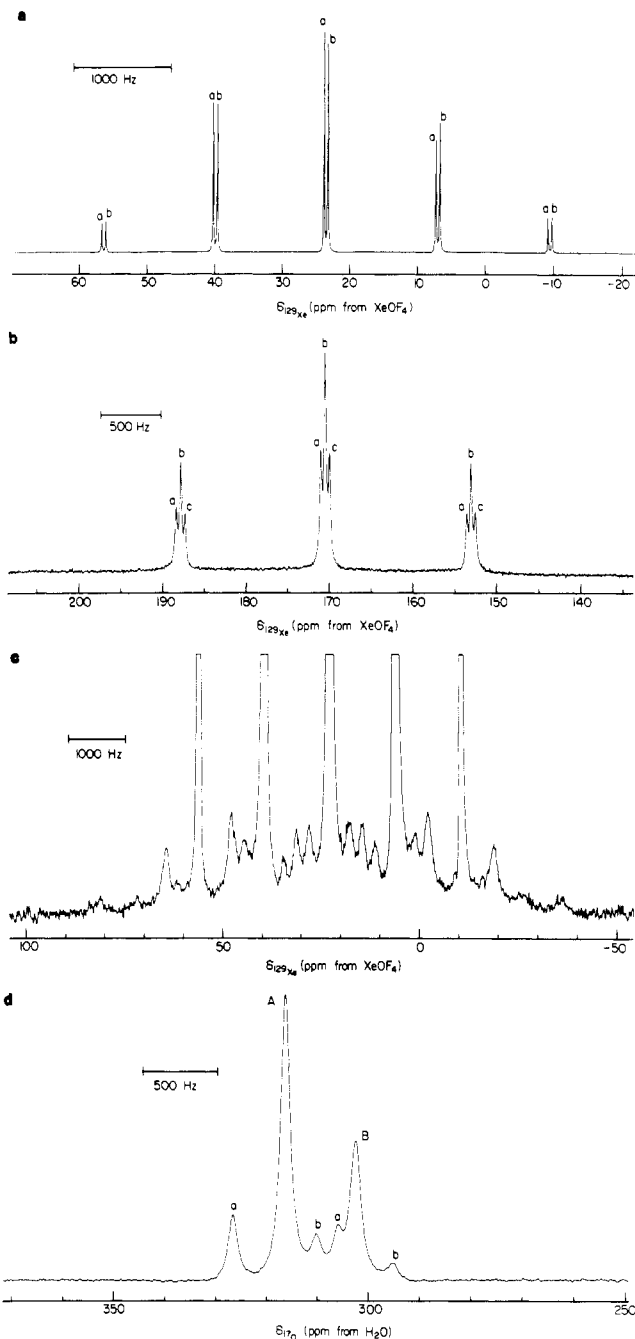 a
a
b
1000 Hz
a b
a
b
a b
a b
60 50 40 30 20 10 0 -10 -20
δ129Xe (ppm from XeOF4)
b
b
500 Hz
a
c
b
a
c
b
a
c
200 190 180 170 160 150 140
δ129Xe (ppm from XeOF4)
c
1000 Hz
100 50 0 -50
δ129Xe (ppm from XeOF4)
d
A
500 Hz
B
a
b
a
b
350 300 250
δ17O (ppm from H2O)